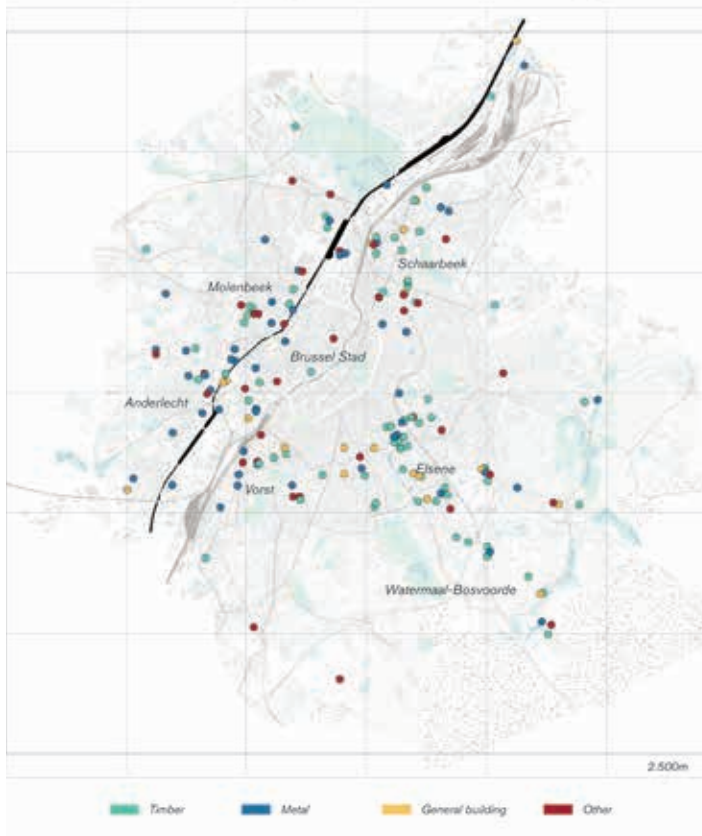 Schaarbeek
Molenbeek
Brussel Stad
Anderlecht
Elsene
Vorst
Watermaal-Bosvoorde
2.500m
Timber Metal General building Other